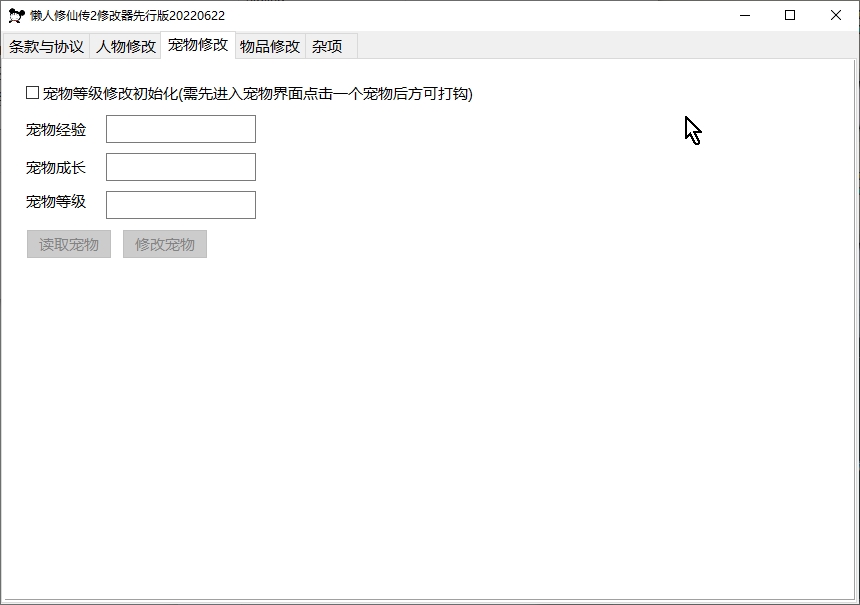 懒人修仙传2修改器先行版20220622
条款与协议 人物修改 宠物修改 物品修改 杂项
宠物等级修改初始化(需先进入宠物界面点击一个宠物后方可打钩)
宠物经验
宠物成长
宠物等级
读取宠物 修改宠物